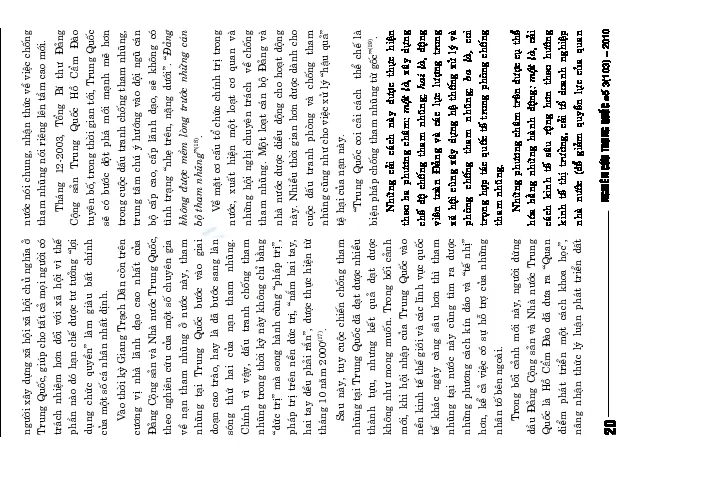 người xây dựng xã hội xã hội chủ nghĩa ở
Trung Quốc, giúp cho tất cả mọi người có
trách nhiệm hơn đối với xã hội vì thế
phần nào đó hạn chế được tư tưởng "lợi
dụng chức quyền" làm giàu bất chính
của một số cá nhân nhất định.
Vào thời kỳ Giang Trạch Dân còn trên
cương vị nhà lãnh đạo cao nhất của
Đảng Cộng sản và Nhà nước Trung Quốc,
theo nghiên cứu của một số chuyên gia
về nạn tham nhũng ở nước này, tham
nhũng tại Trung Quốc bước vào giai
đoạn cao trào, hay là đã bước sang làn
sóng thứ hai của nạn tham nhũng.
Chính vì vậy, đấu tranh chống tham
nhũng trong thời kỳ này không chỉ bằng
"đức trị" mà song hành cùng "pháp trị",
pháp trị trên nền đức trị, "nắm hai tay,
hai tay đều phải rắn", được thực hiện từ
tháng 10 năm 2000(27).
Sau này, tuy cuộc chiến chống tham
nhũng tại Trung Quốc đã đạt được nhiều
thành tựu, nhưng kết quả đạt được
không như mong muốn. Trong bối cảnh
mới, khi hội nhập của Trung Quốc vào
nền kinh tế thế giới và các lĩnh vực quốc
tế khác ngày càng sâu hơn thì tham
nhũng tại nước này cũng tìm ra được
những phương cách kín đáo và "tế nhị"
hơn, kể cả việc có sự hỗ trợ của những
nhân tố bên ngoài.
Trong bối cảnh mới này, người đứng
đầu Đảng Cộng sản và Nhà nước Trung
Quốc là Hồ Cẩm Đào đã đưa ra "Quan
điểm phát triển một cách khoa học",
nâng nhận thức lý luận phát triển đất
nước nói chung, nhận thức về việc chống
tham nhũng nói riêng lên tầm cao mới.
Tháng 12-2003, Tổng Bí thư Đảng
Cộng sản Trung Quốc Hồ Cẩm Đào
tuyên bố, trong thời gian tới, Trung Quốc
sẽ có bước đột phá mới mạnh mẽ hơn
trong cuộc đấu tranh chống tham nhũng,
trung tâm chú ý hướng vào đội ngũ cán
bộ cấp cao, cấp lãnh đạo, sẽ không có
tình trạng "nhẹ trên, nặng dưới". "Đảng
không được mềm lòng trước những cán
bộ tham nhũng"(28).
Về mặt cơ cấu tổ chức chính trị trong
nước, xuất hiện một loạt cơ quan và
những hội nghị chuyên trách về chống
tham nhũng. Một loạt cán bộ Đảng và
nhà nước được điều động cho hoạt động
này. Nhiều thời gian hơn được dành cho
cuộc đấu tranh phòng và chống tham
nhũng cũng như cho việc xử lý "hậu quả"
tệ hại của nạn này.
"Trung Quốc coi cải cách thể chế là
biện pháp chống tham nhũng từ gốc"(29).
Những cải cách này được thực hiện
theo ba phương châm: một là, xây dựng
chế độ chống tham nhũng; hai là, động
viên toàn Đảng và các lực lượng trong
xã hội cùng xây dựng hệ thống xử lý và
phòng chống tham nhũng; ba là, coi
trọng hợp tác quốc tế trong phòng chống
tham nhũng.
Những phương châm trên được cụ thể
hóa bằng những hành động: một là, cải
cách kinh tế sâu rộng hơn theo hướng
kinh tế thị trường, cải tổ doanh nghiệp
nhà nước (để giảm quyền lực của quan
20
NGHIÊN CỨU TRUNG QUỐC số 3(103) – 2010